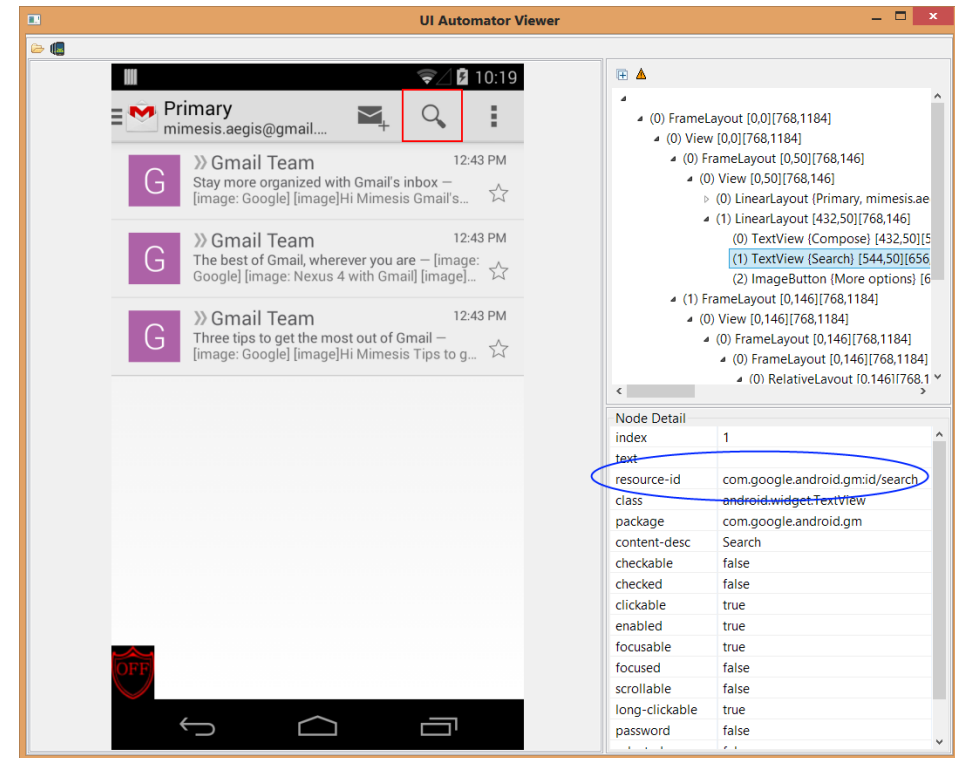 UI Automator Viewer
10:19
Primary
mimesis.aegis@gmail....
G
Gmail Team 12:43 PM
Stay more organized with Gmail's inbox —
[image: Google] [image]Hi Mimesis Gmail's...
G
Gmail Team 12:43 PM
The best of Gmail, wherever you are — [image:
Google] [image: Nexus 4 with Gmail] [image]...
G
Gmail Team 12:43 PM
Three tips to get the most out of Gmail —
[image: Google] [image]Hi Mimesis Tips to g...
OFF
(0) FrameLayout [0,0][768,1184]
(0) View [0,0][768,1184]
(0) FrameLayout [0,50][768,146]
(0) View [0,50][768,146]
(0) LinearLayout {Primary, mimesis.ae
(1) LinearLayout [432,50][768,146]
(0) TextView {Compose} [432,50][5
(1) TextView {Search} [544,50][656
(2) ImageButton {More options} [6
(1) FrameLayout [0,146][768,1184]
(0) View [0,146][768,1184]
(0) FrameLayout [0,146][768,1184]
(0) FrameLayout [0,146][768,1184]
(0) RelativeLayout [0,146][768,1
Node Detail
index 1
text
resource-id com.google.android.gm:id/search
class android.widget.TextView
package com.google.android.gm
content-desc Search
checkable false
checked false
clickable true
enabled true
focusable true
focused false
scrollable false
long-clickable true
password false